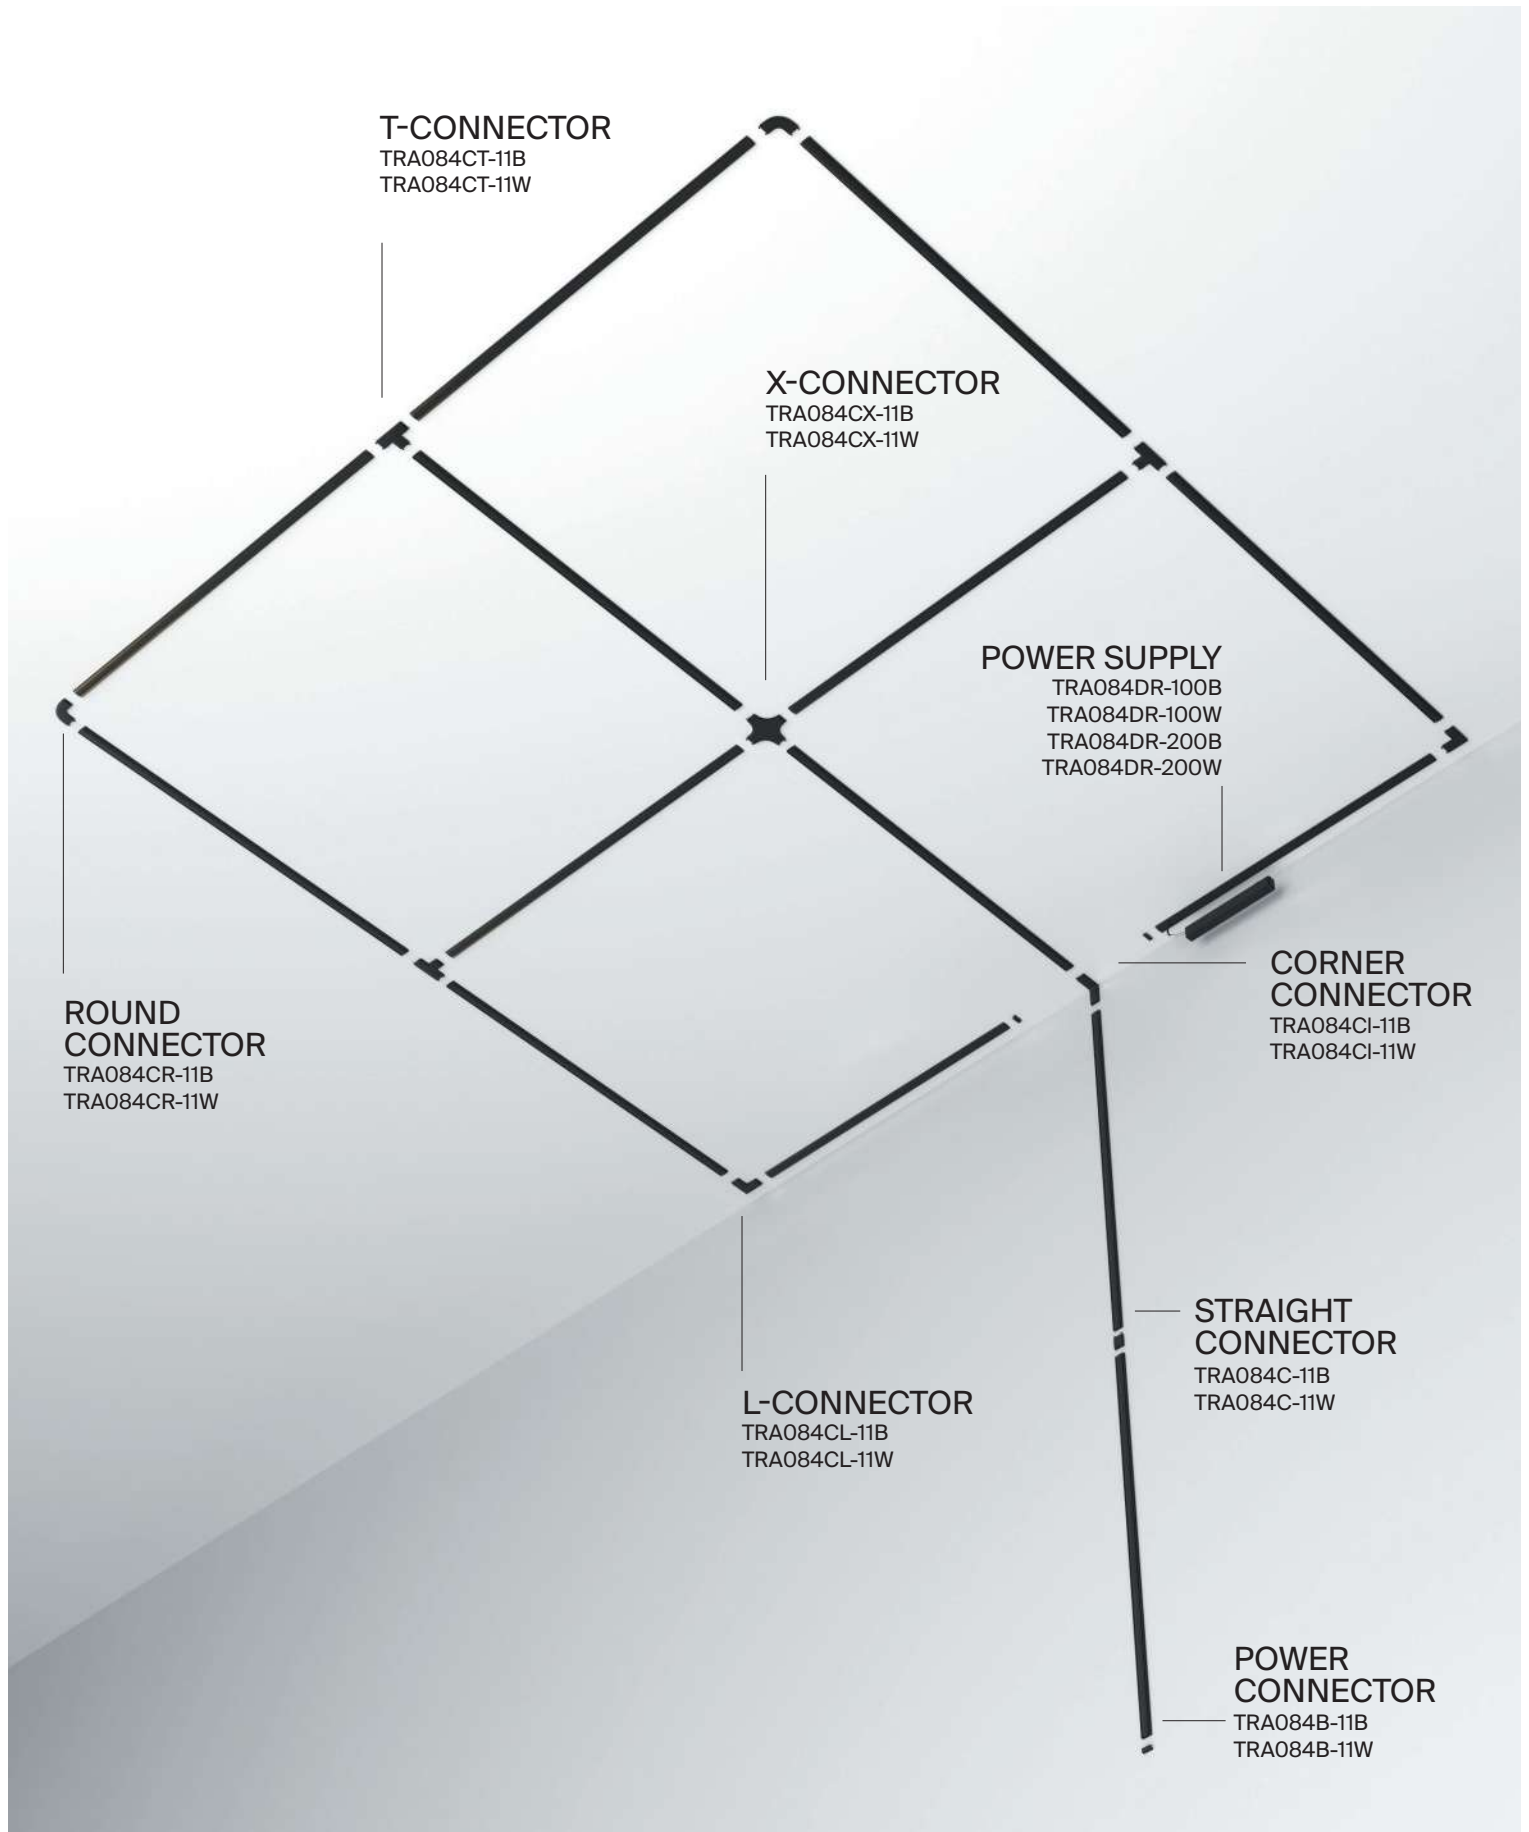 T-CONNECTOR
TRA084CT-11B
TRA084CT-11W
X-CONNECTOR
TRA084CX-11B
TRA084CX-11W
POWER SUPPLY
TRA084DR-100B
TRA084DR-100W
TRA084DR-200B
TRA084DR-200W
CORNER
CONNECTOR
TRA084CI-11B
TRA084CI-11W
ROUND
CONNECTOR
TRA084CR-11B
TRA084CR-11W
STRAIGHT
CONNECTOR
TRA084C-11B
TRA084C-11W
L-CONNECTOR
TRA084CL-11B
TRA084CL-11W
POWER
CONNECTOR
TRA084B-11B
TRA084B-11W